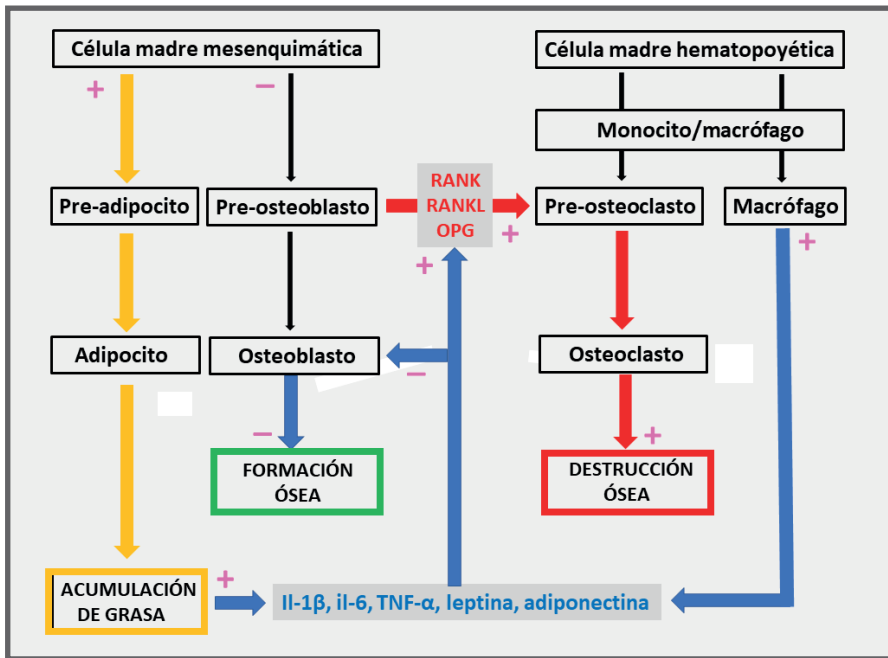 Célula madre mesenquimática
Célula madre hematopoyética
+
−
Monocito/macrófago
Pre-adipocito
Pre-osteoblasto
RANK
RANKL
OPG
+
+
Pre-osteoclasto
Macrófago
+
Adipocito
Osteoblasto
−
Osteoclasto
−
+
FORMACIÓN
ÓSEA
DESTRUCCIÓN
ÓSEA
ACUMULACIÓN
DE GRASA
+
Il-1β, il-6, TNF-α, leptina, adiponectina